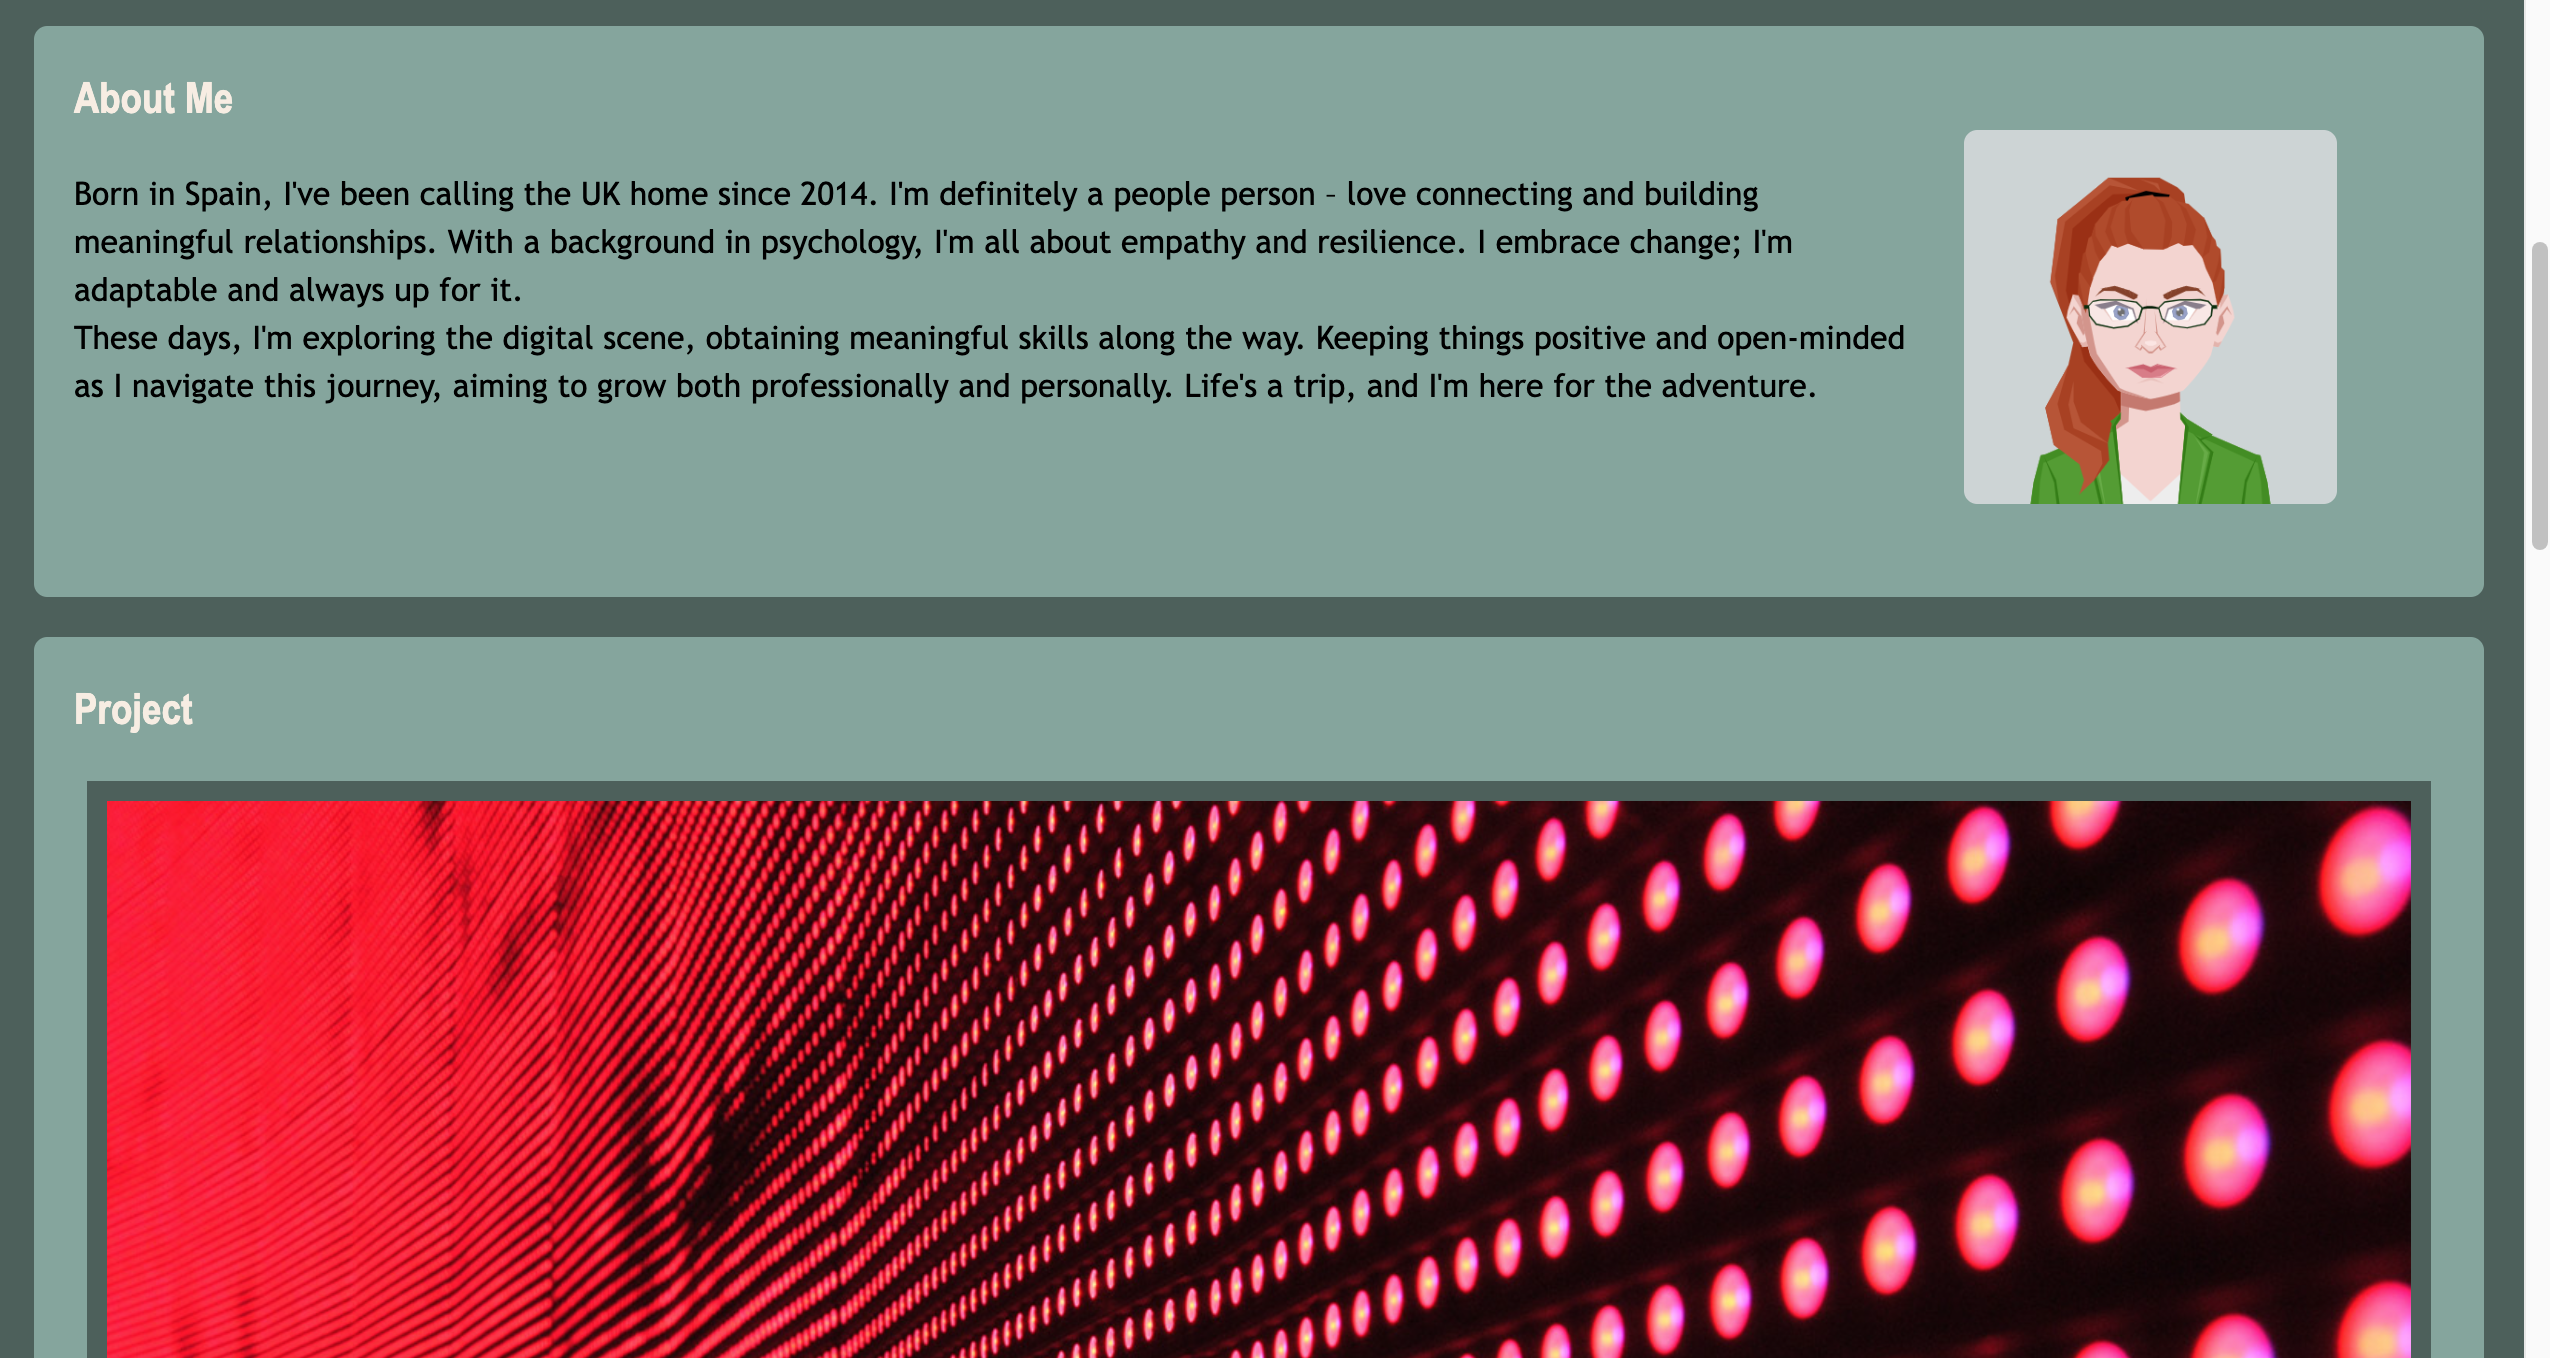 About Me
Born in Spain, I've been calling the UK home since 2014. I'm definitely a people person – love connecting and building
meaningful relationships. With a background in psychology, I'm all about empathy and resilience. I embrace change; I'm
adaptable and always up for it.
These days, I'm exploring the digital scene, obtaining meaningful skills along the way. Keeping things positive and open-minded
as I navigate this journey, aiming to grow both professionally and personally. Life's a trip, and I'm here for the adventure.
Project